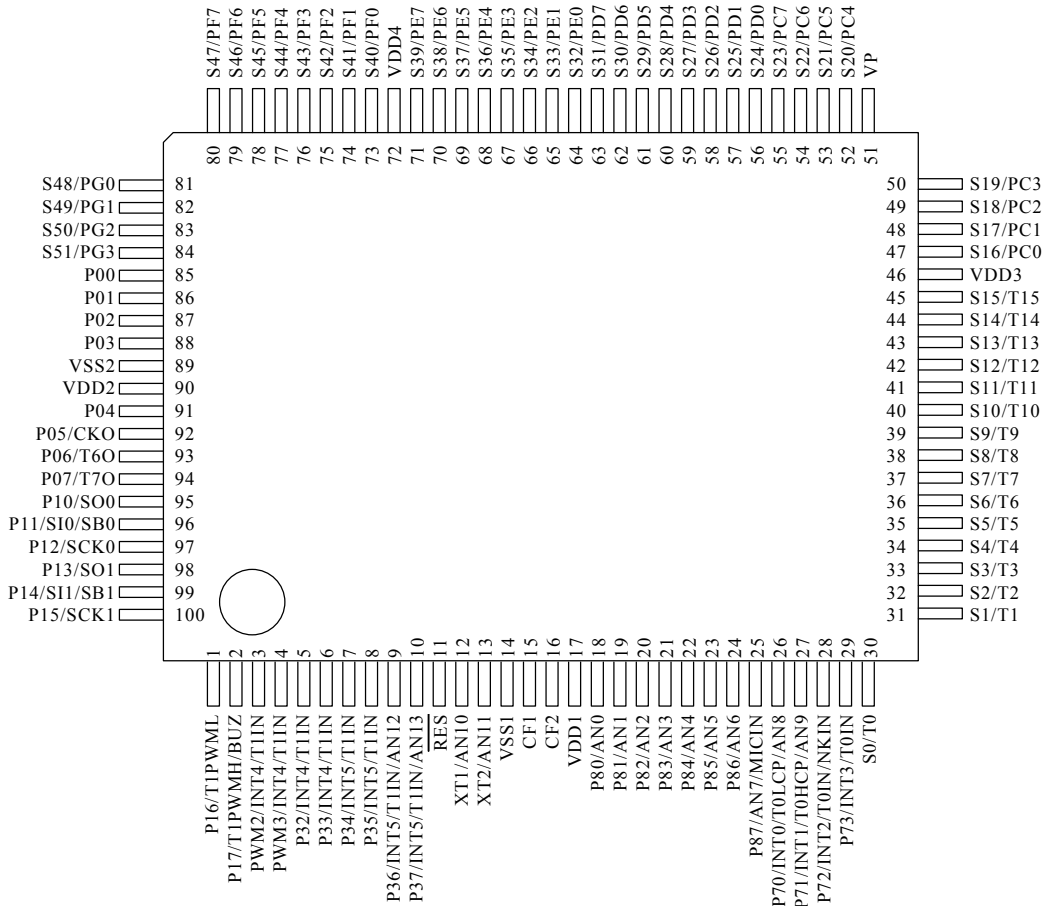 S47/PF7 80
S46/PF6 79
S45/PF5 78
S44/PF4 77
S43/PF3 76
S42/PF2 75
S41/PF1 74
S40/PF0 73
VDD4 72
S39/PE7 71
S38/PE6 70
S37/PE5 69
S36/PE4 68
S35/PE3 67
S34/PE2 66
S33/PE1 65
S32/PE0 64
S31/PD7 63
S30/PD6 62
S29/PD5 61
S28/PD4 60
S27/PD3 59
S26/PD2 58
S25/PD1 57
S24/PD0 56
S23/PC7 55
S22/PC6 54
S21/PC5 53
S20/PC4 52
VP 51
S48/PG0 81
S49/PG1 82
S50/PG2 83
S51/PG3 84
P00 85
P01 86
P02 87
P03 88
VSS2 89
VDD2 90
P04 91
P05/CKO 92
P06/T6O 93
P07/T7O 94
P10/SO0 95
P11/SI0/SB0 96
P12/SCK0 97
P13/SO1 98
P14/SI1/SB1 99
P15/SCK1 100
50 S19/PC3
49 S18/PC2
48 S17/PC1
47 S16/PC0
46 VDD3
45 S15/T15
44 S14/T14
43 S13/T13
42 S12/T12
41 S11/T11
40 S10/T10
39 S9/T9
38 S8/T8
37 S7/T7
36 S6/T6
35 S5/T5
34 S4/T4
33 S3/T3
32 S2/T2
31 S1/T1
1 P16/T1PWML
2 P17/T1PWMH/BUZ
3 PWM2/INT4/T1IN
4 PWM3/INT4/T1IN
5 P32/INT4/T1IN
6 P33/INT4/T1IN
7 P34/INT5/T1IN
8 P35/INT5/T1IN
9 P36/INT5/T1IN/AN12
10 P37/INT5/T1IN/AN13
11 RES
12 XT1/AN10
13 XT2/AN11
14 VSS1
15 CF1
16 CF2
17 VDD1
18 P80/AN0
19 P81/AN1
20 P82/AN2
21 P83/AN3
22 P84/AN4
23 P85/AN5
24 P86/AN6
25 P87/AN7/MICIN
26 P70/INT0/T0LCP/AN8
27 P71/INT1/T0HCP/AN9
28 P72/INT2/T0IN/NKIN
29 P73/INT3/T0IN
30 S0/T0